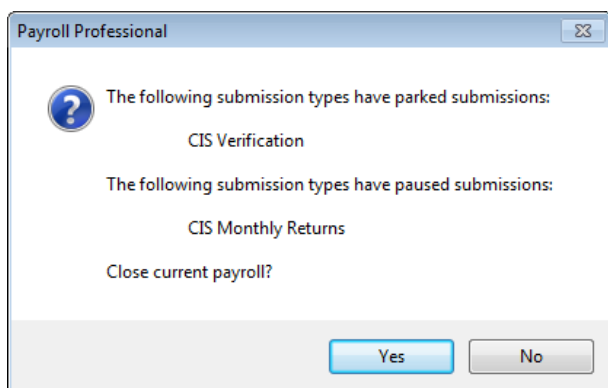 Payroll Professional
The following submission types have parked submissions:
CIS Verification
The following submission types have paused submissions:
CIS Monthly Returns
Close current payroll?
Yes
No